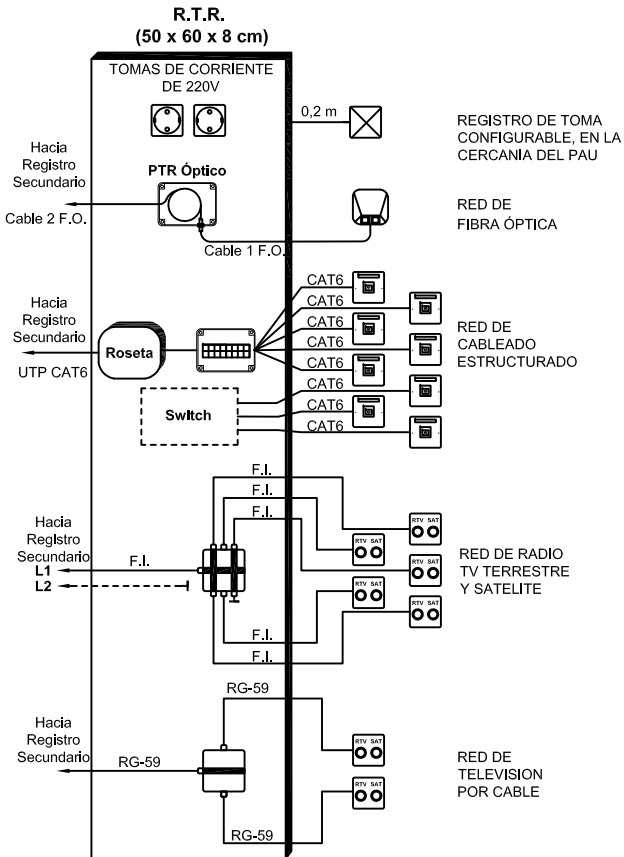 R.T.R.
(50 x 60 x 8 cm)
TOMAS DE CORRIENTE
DE 220V
0,2 m
REGISTRO DE TOMA
CONFIGURABLE, EN LA
CERCANIA DEL PAU
Hacia
Registro
Secundario
Cable 2 F.O.
PTR Óptico
Cable 1 F.O.
RED DE
FIBRA ÓPTICA
Hacia
Registro
Secundario
UTP CAT6
Roseta
Switch
CAT6
CAT6
CAT6
CAT6
CAT6
CAT6
CAT6
CAT6
RED DE
CABLEADO
ESTRUCTURADO
Hacia
Registro
Secundario
L1
L2
F.I.
F.I.
F.I.
F.I.
F.I.
F.I.
RTV SAT
RTV SAT
RTV SAT
RTV SAT
RTV SAT
RED DE RADIO
TV TERRESTRE
Y SATELITE
Hacia
Registro
Secundario
RG-59
RG-59
RG-59
RTV SAT
RTV SAT
RED DE
TELEVISION
POR CABLE